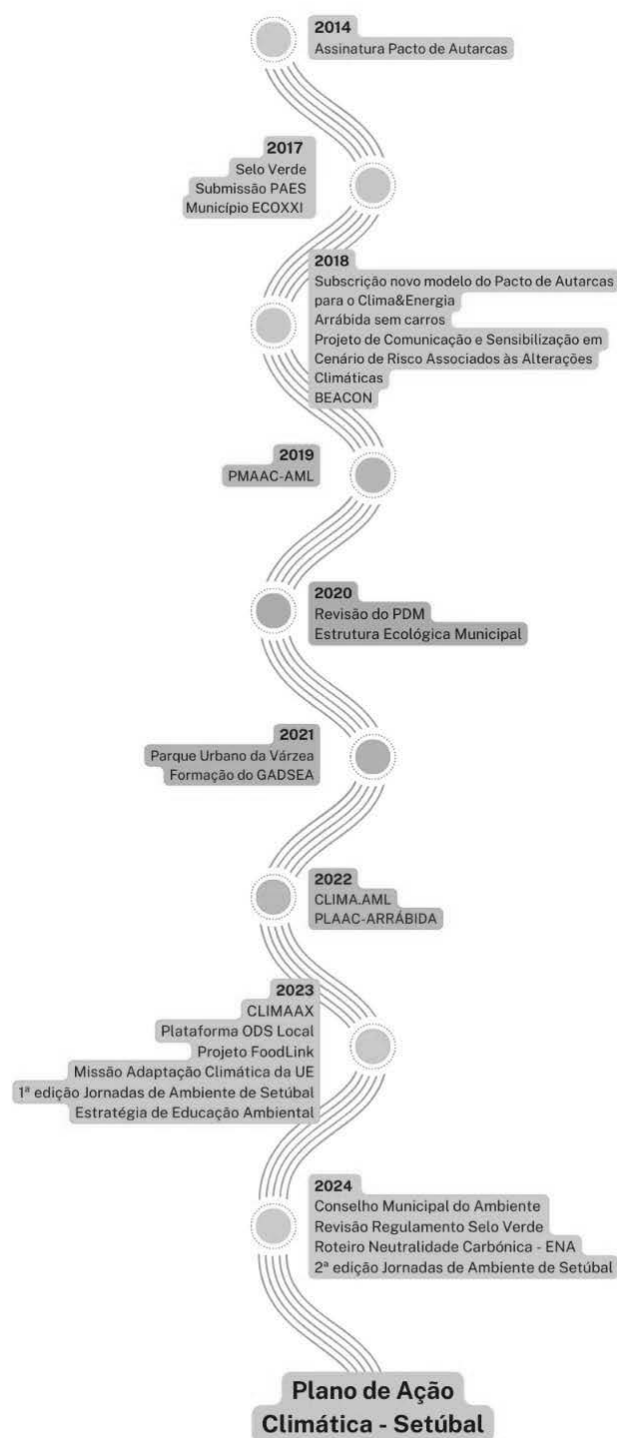 2014
Assinatura Pacto de Autarcas
2017
Selo Verde
Submissão PAES
Município ECOXXI
2018
Subscrição novo modelo do Pacto de Autarcas
para o Clima&Energia
Arrábida sem carros
Projeto de Comunicação e Sensibilização em
Cenário de Risco Associados às Alterações
Climáticas
BEACON
2019
PMAAC-AML
2020
Revisão do PDM
Estrutura Ecológica Municipal
2021
Parque Urbano da Várzea
Formação do GADSEA
2022
CLIMA.AML
PLAAC-ARRÁBIDA
2023
CLIMAAX
Plataforma ODS Local
Projeto FoodLink
Missão Adaptação Climática da UE
1ª edição Jornadas de Ambiente de Setúbal
Estratégia de Educação Ambiental
2024
Conselho Municipal do Ambiente
Revisão Regulamento Selo Verde
Roteiro Neutralidade Carbónica - ENA
2ª edição Jornadas de Ambiente de Setúbal
Plano de Ação
Climática - Setúbal